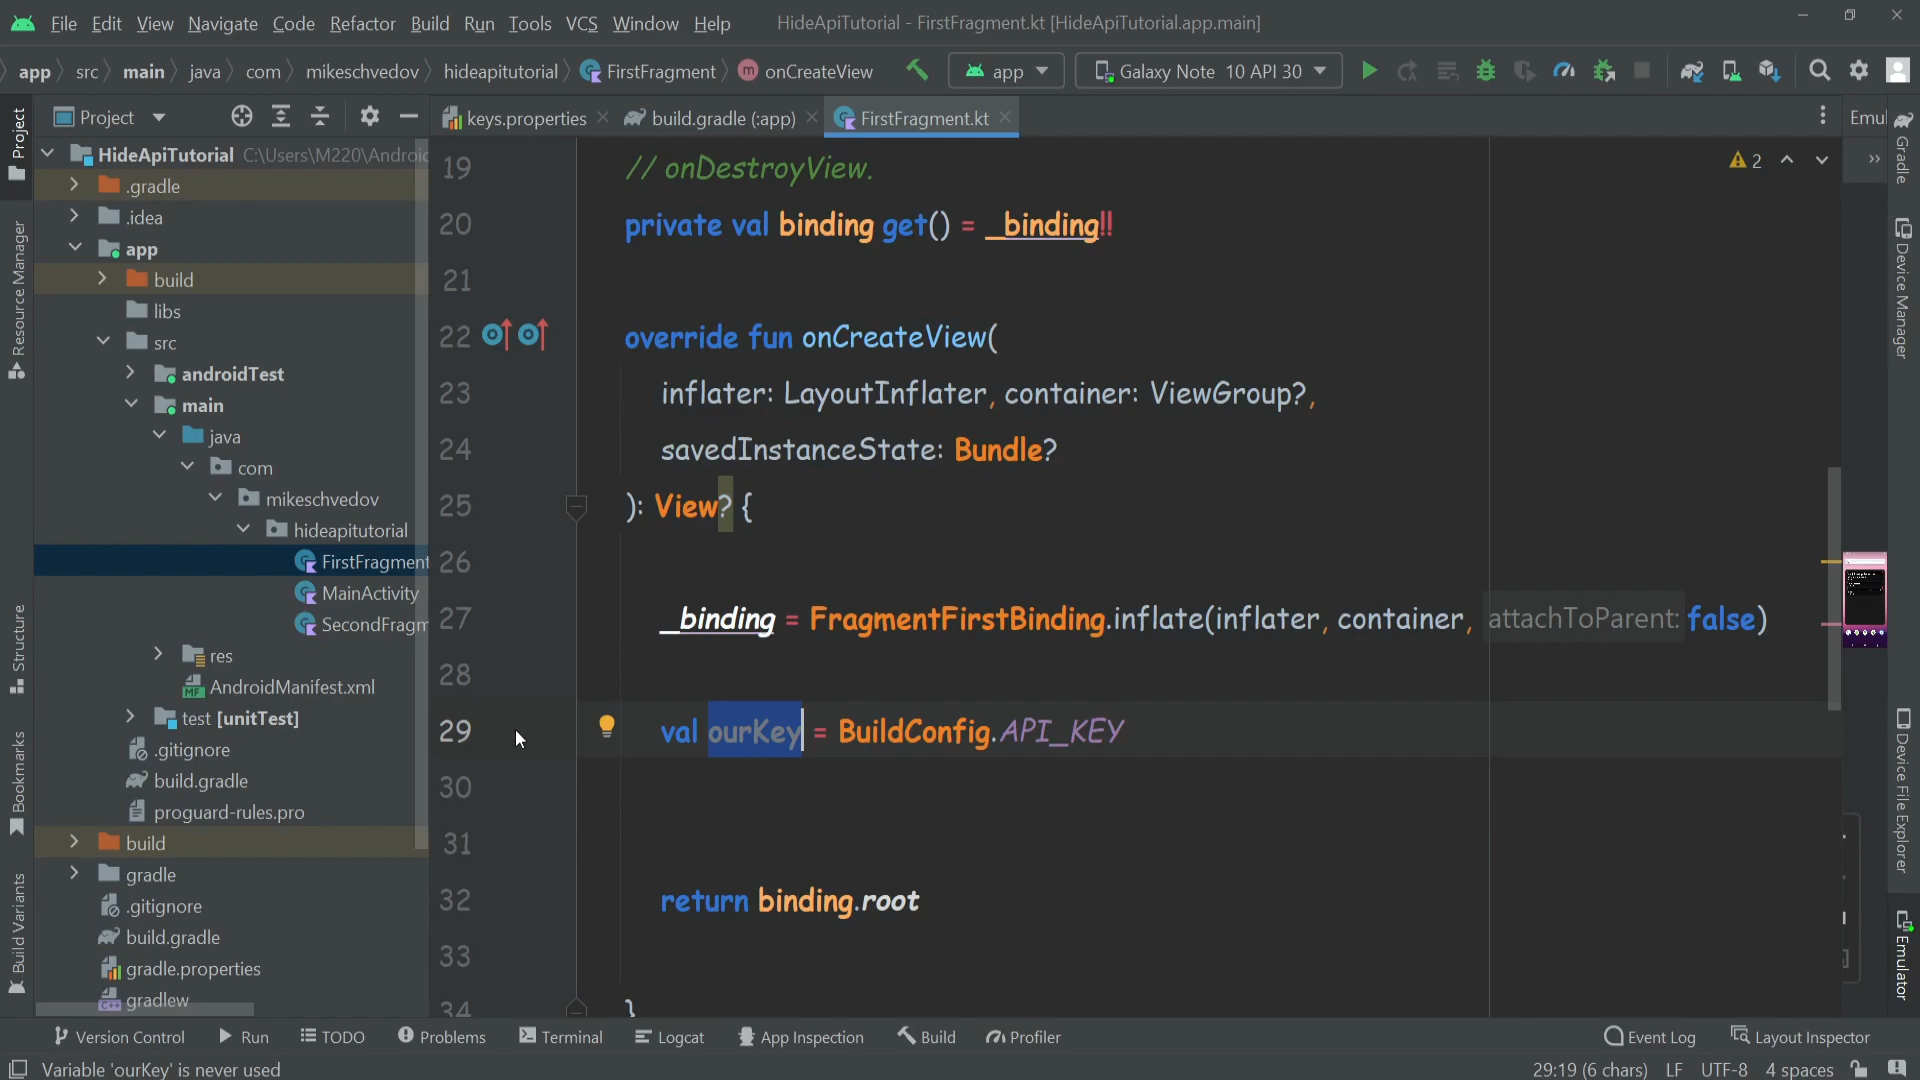 File Edit View Navigate Code Refactor Build Run Tools VCS Window Help HideApiTutorial - FirstFragment.kt [HideApiTutorial.app.main]
app src main java com mikeschvedov hideapitutorial FirstFragment onCreateView app Galaxy Note 10 API 30
Project keys.properties build.gradle (:app) FirstFragment.kt Emul
HideApiTutorial C:\Users\M220\Androic
.gradle
.idea
app
build
libs
src
androidTest
main
java
com
mikeschvedov
hideapitutorial
FirstFragment
MainActivity
SecondFragm
res
AndroidManifest.xml
test [unitTest]
.gitignore
build.gradle
proguard-rules.pro
build
gradle
.gitignore
build.gradle
gradle.properties
gradlew
19 // onDestroyView.
20 private val binding get() = _binding!!
21
22 override fun onCreateView(
23 inflater: LayoutInflater, container: ViewGroup?,
24 savedInstanceState: Bundle?
25 ): View? {
26
27 _binding = FragmentFirstBinding.inflate(inflater, container, attachToParent: false)
28
29 val ourKey = BuildConfig.API_KEY
30
31
32 return binding.root
33
34 }
2
Project
Resource Manager
Structure
Bookmarks
Build Variants
Gradle
Device Manager
Device File Explorer
Emulator
Version Control Run TODO Problems Terminal Logcat App Inspection Build Profiler Event Log Layout Inspector
Variable 'ourKey' is never used 29:19 (6 chars) LF UTF-8 4 spaces